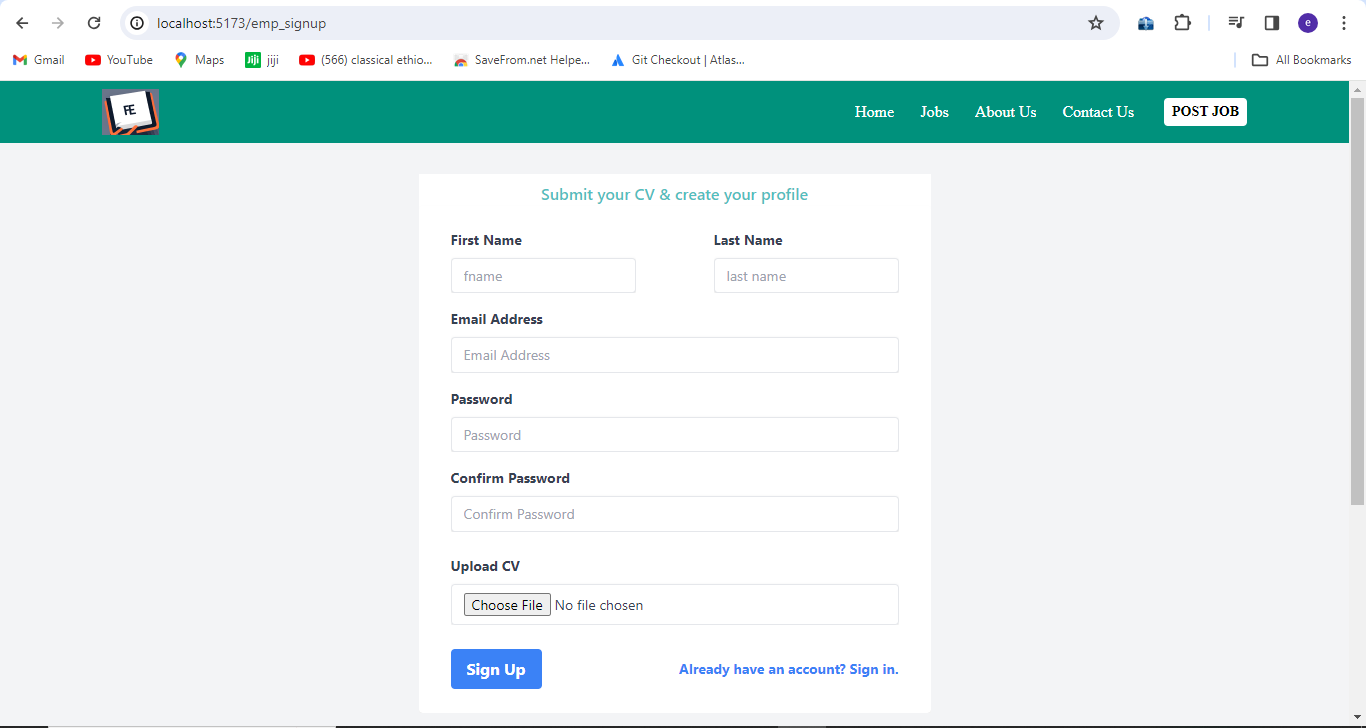 localhost:5173/emp_signup
e
Gmail YouTube Maps jiji (566) classical ethio... SaveFrom.net Helpe... Git Checkout | Atlas... All Bookmarks
FE Home Jobs About Us Contact Us POST JOB
Submit your CV & create your profile
First Name Last Name
fname last name
Email Address
Email Address
Password
Password
Confirm Password
Confirm Password
Upload CV
Choose File No file chosen
Sign Up Already have an account? Sign in.